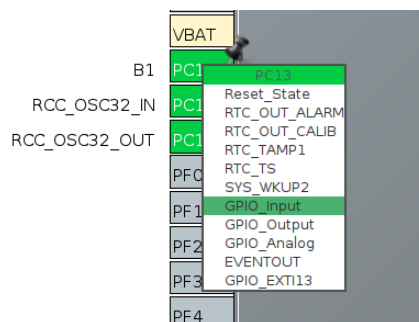 VBAT
B1 PC1
PC13
Reset_State
RTC_OUT_ALARM
RCC_OSC32_IN PC1
RTC_OUT_CALIB
RCC_OSC32_OUT PC1
RTC_TAMP1
RTC_TS
PF0
SYS_WKUP2
PF1
GPIO_Input
GPIO_Output
PF2
GPIO_Analog
EVENTOUT
PF3
GPIO_EXTI13
PF4